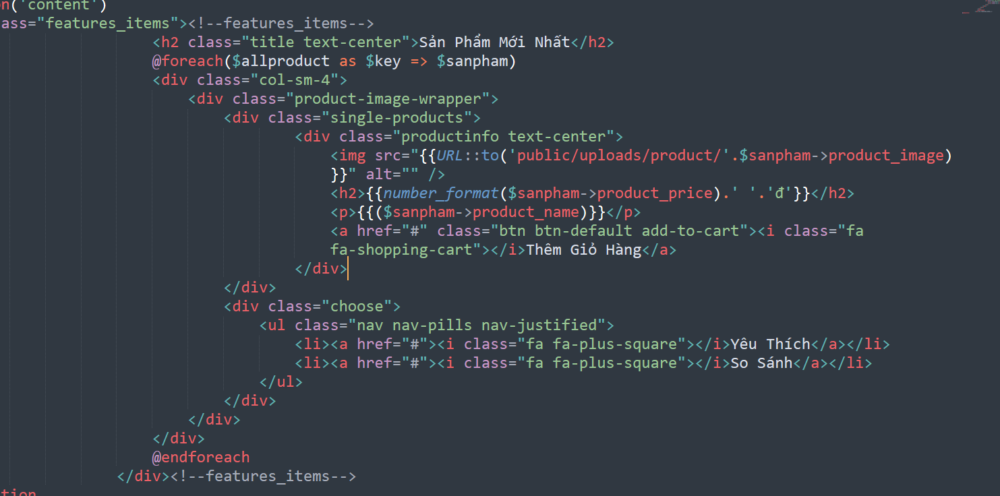 n('content')
ass="features_items"><!--features_items-->
<h2 class="title text-center">Sản Phẩm Mới Nhất</h2>
@foreach($allproduct as $key => $sanpham)
<div class="col-sm-4">
<div class="product-image-wrapper">
<div class="single-products">
<div class="productinfo text-center">
<img src="{{URL::to('public/uploads/product/'.$sanpham->product_image)
}}" alt="" />
<h2>{{number_format($sanpham->product_price).' '.'đ'}}</h2>
<p>{{($sanpham->product_name)}}</p>
<a href="#" class="btn btn-default add-to-cart"><i class="fa
fa-shopping-cart"></i>Thêm Giỏ Hàng</a>
</div>
</div>
<div class="choose">
<ul class="nav nav-pills nav-justified">
<li><a href="#"><i class="fa fa-plus-square"></i>Yêu Thích</a></li>
<li><a href="#"><i class="fa fa-plus-square"></i>So Sánh</a></li>
</ul>
</div>
</div>
</div>
@endforeach
</div><!--features_items-->
tion